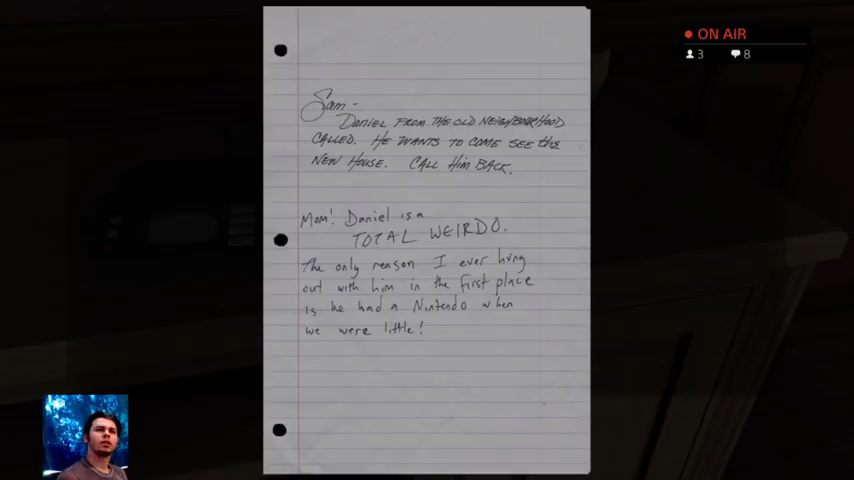 ON AIR
3 8
Sam -
DANIEL FROM THE OLD NEIGHBOURHOOD
CALLED. HE WANTS TO COME SEE the
NEW HOUSE. CALL HIM BACK.
Mom! Daniel is a
TOTAL WEIRDO.
The only reason I ever hung
out with him in the first place
is he had a Nintendo when
we were little!